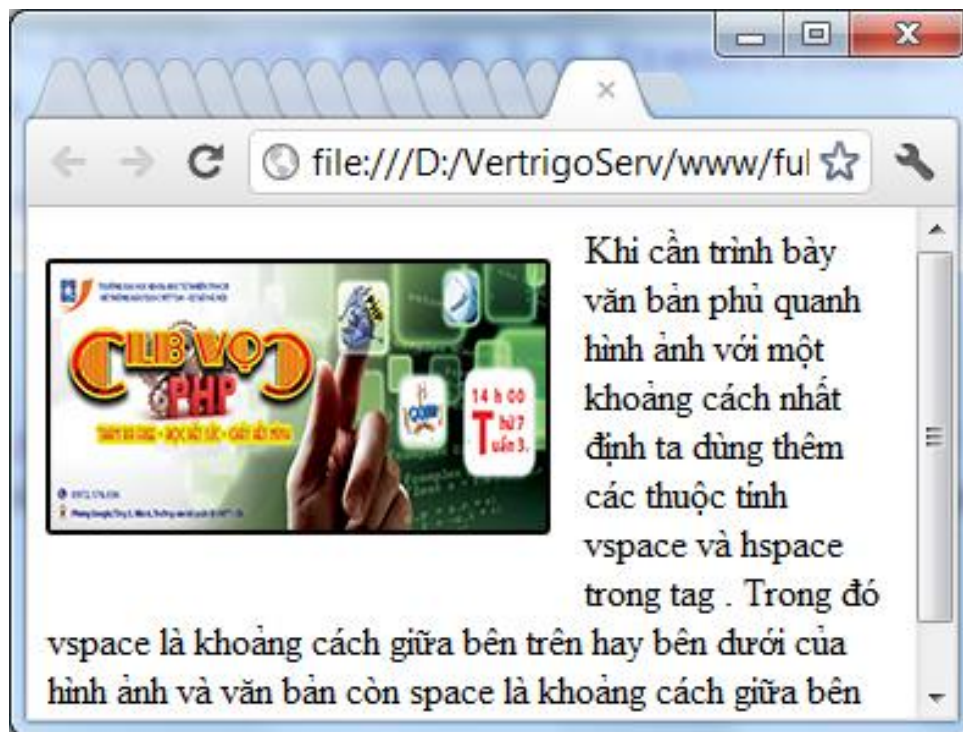 file:///D:/VertrigoServ/www/ful
Khi cần trình bày
văn bản phủ quanh
hình ảnh với một
khoảng cách nhất
định ta dùng thêm
các thuộc tính
vspace và hspace
trong tag . Trong đó
vspace là khoảng cách giữa bên trên hay bên dưới của
hình ảnh và văn bản còn space là khoảng cách giữa bên
CLB VỌC
PHP
PHP
14 h 00
Thứ 7
Tuần 3.